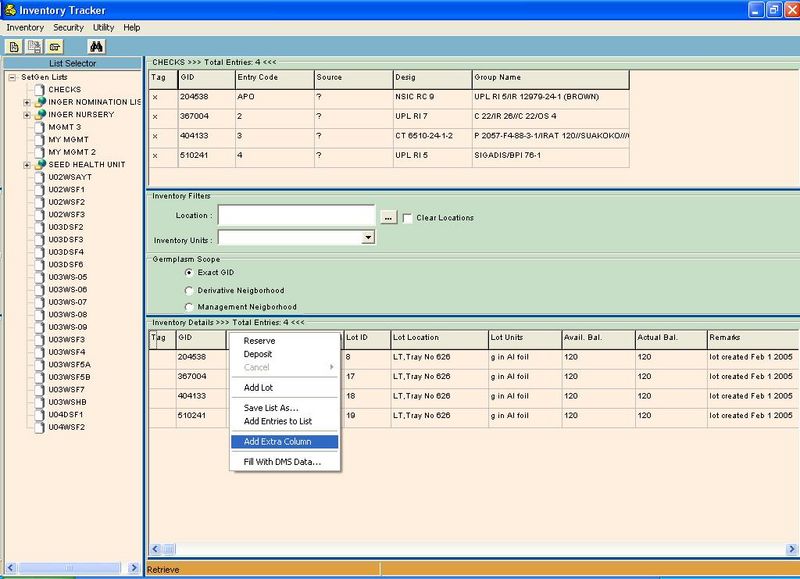 Inventory Tracker
Inventory Security Utility Help
List Selector
SetGen Lists
CHECKS
INGER NOMINATION LIS
INGER NURSERY
MGMT 3
MY MGMT
MY MGMT 2
SEED HEALTH UNIT
U02WSAYT
U02WSF1
U02WSF2
U02WSF3
U03DSF2
U03DSF3
U03DSF4
U03DSF6
U03WS-05
U03WS-06
U03WS-07
U03WS-08
U03WS-09
U03WSF3
U03WSF4
U03WSF5A
U03WSF5B
U03WSF7
U03WSHB
U04DSF1
U04WSF2
CHECKS >>> Total Entries: 4 <<<
Tag GID Entry Code Source Desig Group Name
x 204538 APO ? NSIC RC 9 UPL RI 5/IR 12979-24-1 (BROWN)
x 367004 2 ? UPL RI 7 C 22/IR 26//C 22/OS 4
x 404133 3 ? CT 6510-24-1-2 P 2057-F4-88-3-1/IRAT 120//SUAKOKO///
x 510241 4 ? UPL RI 5 SIGADIS/BPI 76-1
Inventory Filters
Location : ... Clear Locations
Inventory Units :
Germplasm Scope
Exact GID
Derivative Neigborhood
Management Neigborhood
Inventory Details >>> Total Entries: 4 <<<
Tag GID Lot ID Lot Location Lot Units Avail. Bal. Actual Bal. Remarks
204538 8 LT,Tray No 626 g in Al foil 120 120 lot created Feb 1 2005
367004 17 LT,Tray No 626 g in Al foil 120 120 lot created Feb 1 2005
404133 18 LT,Tray No 626 g in Al foil 120 120 lot created Feb 1 2005
510241 19 LT,Tray No 626 g in Al foil 120 120 lot created Feb 1 2005
Reserve
Deposit
Cancel
Add Lot
Save List As...
Add Entries to List
Add Extra Column
Fill With DMS Data...
Retrieve